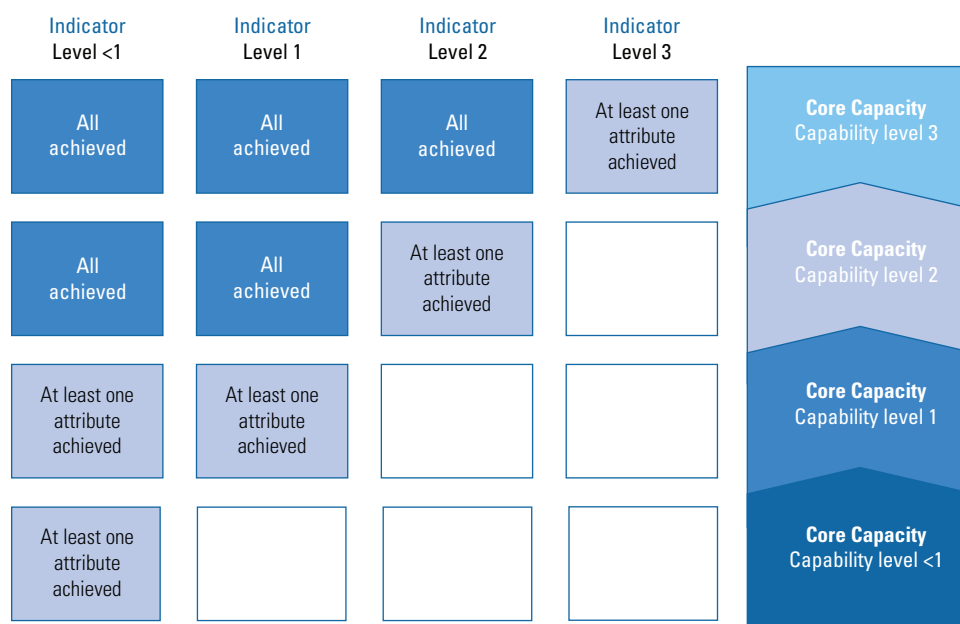 Indicator
Level <1
Indicator
Level 1
Indicator
Level 2
Indicator
Level 3
All
achieved
All
achieved
All
achieved
At least one
attribute
achieved
Core Capacity
Capability level 3
All
achieved
All
achieved
At least one
attribute
achieved
Core Capacity
Capability level 2
At least one
attribute
achieved
At least one
attribute
achieved
Core Capacity
Capability level 1
At least one
attribute
achieved
Core Capacity
Capability level <1